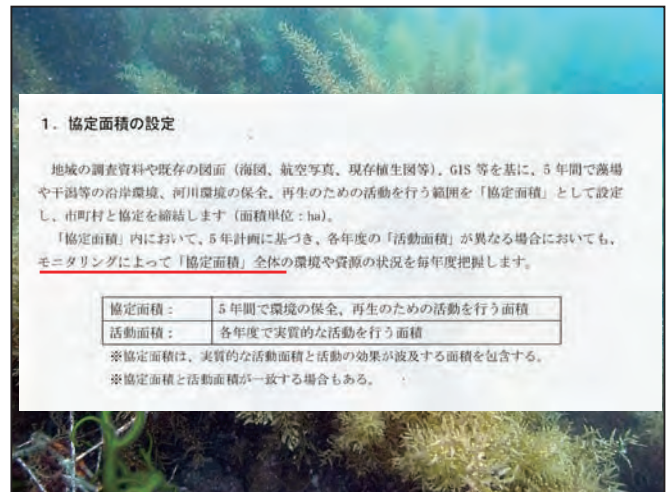 1. 協定面積の設定
地域の調査資料や既存の図面（海図、航空写真、現存植生図等）、GIS 等を基に、5 年間で藻場
や干潟等の沿岸環境、河川環境の保全、再生のための活動を行う範囲を「協定面積」として設定
し、市町村と協定を締結します（面積単位：ha）。
「協定面積」内において、5 年計画に基づき、各年度の「活動面積」が異なる場合においても、
モニタリングによって「協定面積」全体の環境や資源の状況を毎年度把握します。
協定面積： 5 年間で環境の保全、再生のための活動を行う面積
活動面積： 各年度で実質的な活動を行う面積
※協定面積は、実質的な活動面積と活動の効果が波及する面積を包含する。
※協定面積と活動面積が一致する場合もある。